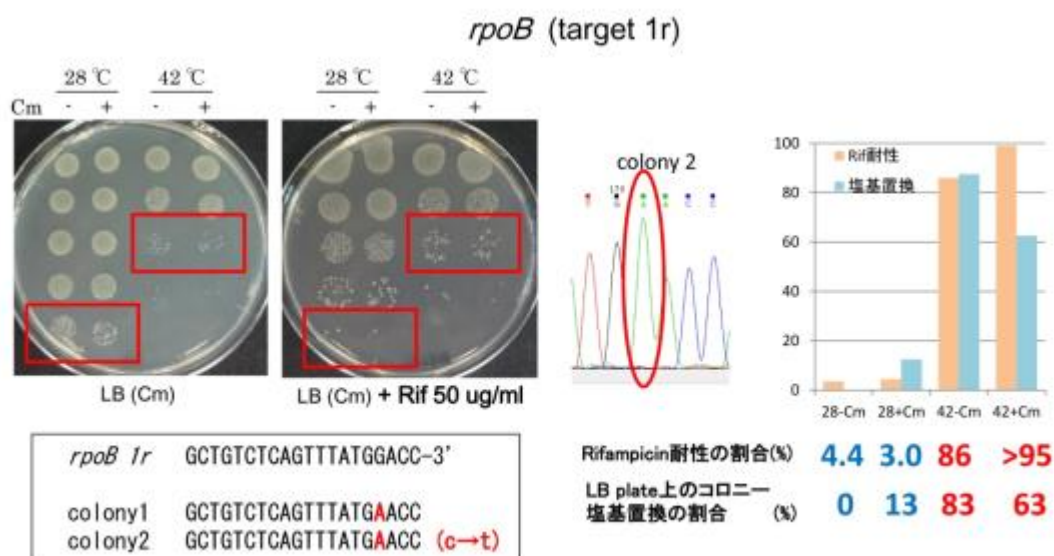 rpoB (target 1r)
28 ℃ 42 ℃
Cm - + - +
LB (Cm)
28 ℃ 42 ℃
- + - +
LB (Cm) + Rif 50 ug/ml
colony 2
100
80
60
40
20
0
Rif耐性
塩基置換
28-Cm 28+Cm 42-Cm 42+Cm
Rifampicin耐性の割合(%) 4.4 3.0 86 >95
LB plate上のコロニー
塩基置換の割合 (%) 0 13 83 63
rpoB 1r GCTGTCTCAGTTTATGGACC-3'
colony1 GCTGTCTCAGTTTATGAACC
colony2 GCTGTCTCAGTTTATGAACC (c→t)